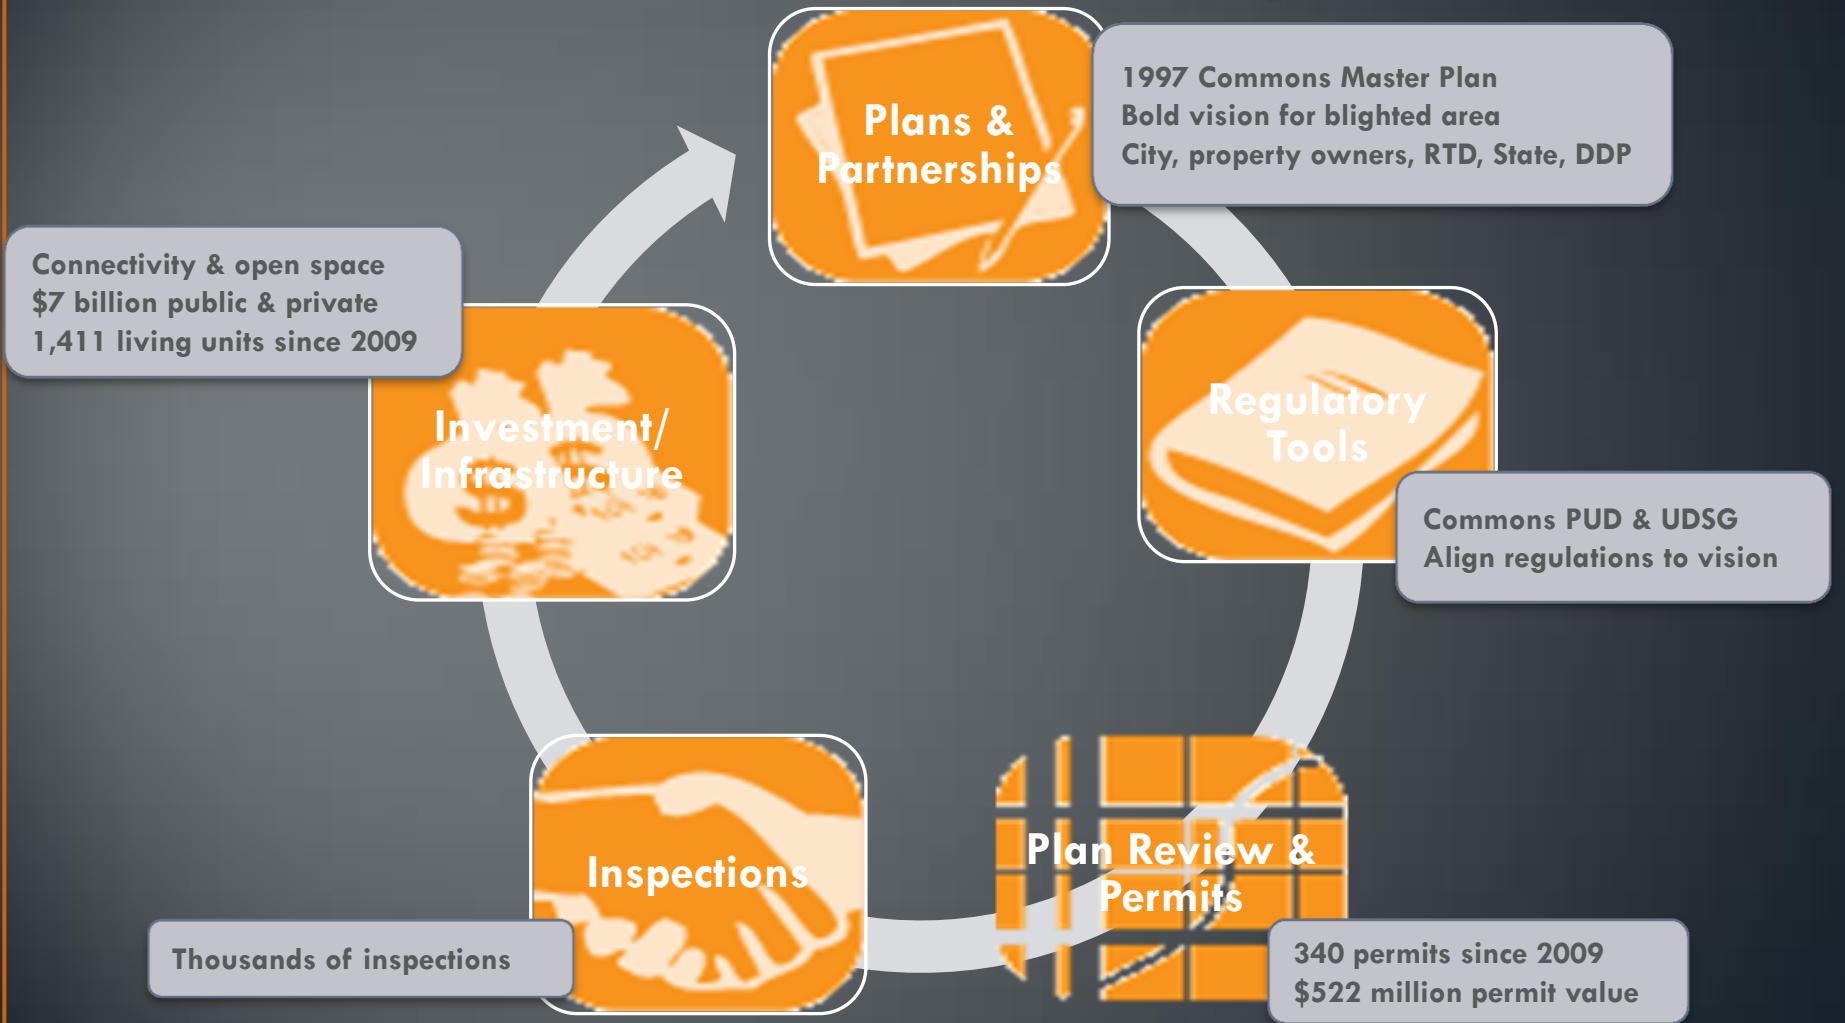 Plans &
Partnerships
1997 Commons Master Plan
Bold vision for blighted area
City, property owners, RTD, State, DDP
Regulatory
Tools
Commons PUD & UDSG
Align regulations to vision
Plan Review &
Permits
340 permits since 2009
$522 million permit value
Inspections
Thousands of inspections
Investment/
Infrastructure
Connectivity & open space
$7 billion public & private
1,411 living units since 2009